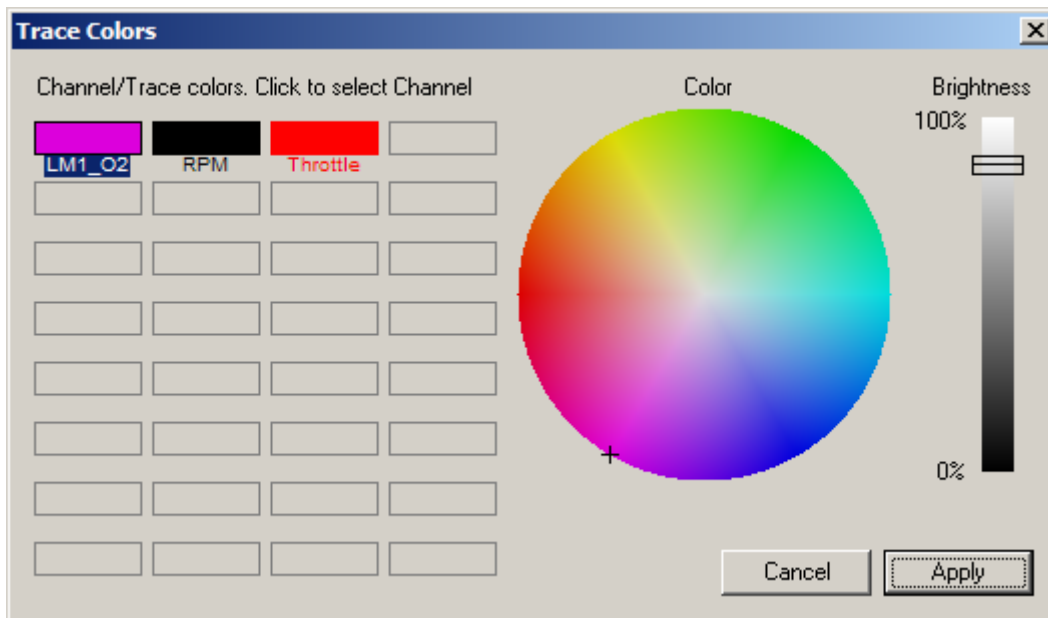 Trace Colors
Channel/Trace colors. Click to select Channel
Color
Brightness
100%
LM1_O2 RPM Throttle
0%
Cancel Apply